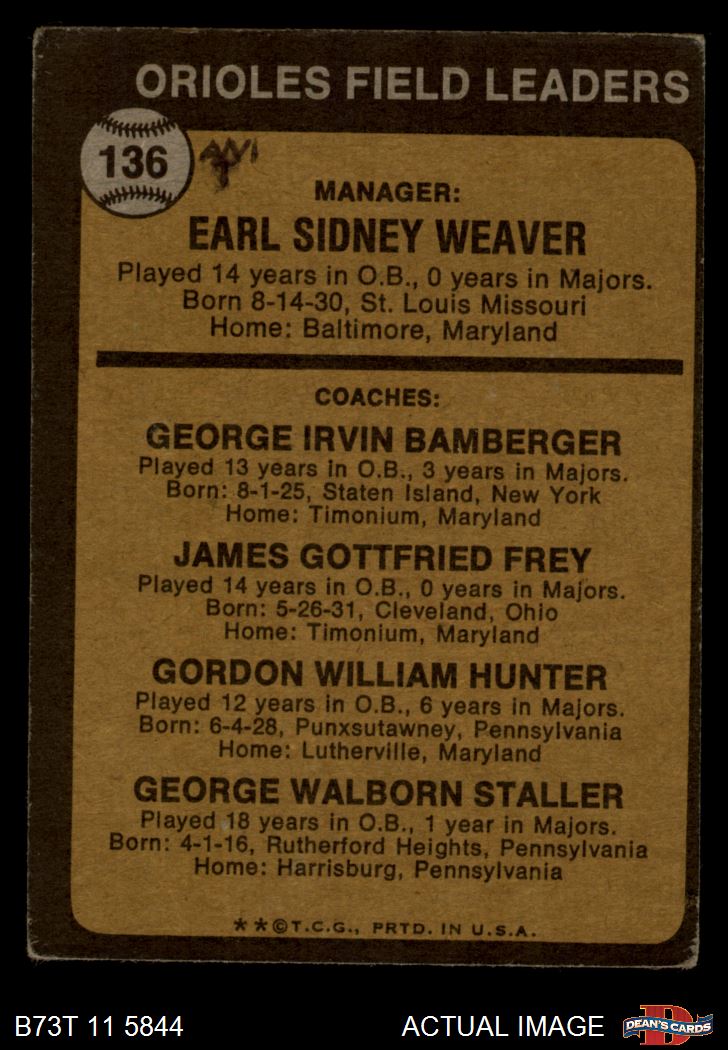 ORIOLES FIELD LEADERS
136
MANAGER:
EARL SIDNEY WEAVER
Played 14 years in O.B., 0 years in Majors.
Born 8-14-30, St. Louis Missouri
Home: Baltimore, Maryland
COACHES:
GEORGE IRVIN BAMBERGER
Played 13 years in O.B., 3 years in Majors.
Born: 8-1-25, Staten Island, New York
Home: Timonium, Maryland
JAMES GOTTFRIED FREY
Played 14 years in O.B., 0 years in Majors.
Born: 5-26-31, Cleveland, Ohio
Home: Timonium, Maryland
GORDON WILLIAM HUNTER
Played 12 years in O.B., 6 years in Majors.
Born: 6-4-28, Punxsutawney, Pennsylvania
Home: Lutherville, Maryland
GEORGE WALBORN STALLER
Played 18 years in O.B., 1 year in Majors.
Born: 4-1-16, Rutherford Heights, Pennsylvania
Home: Harrisburg, Pennsylvania
**©T.C.G., PRTD. IN U.S.A.
B73T 11 5844 ACTUAL IMAGE DEAN'S CARDS